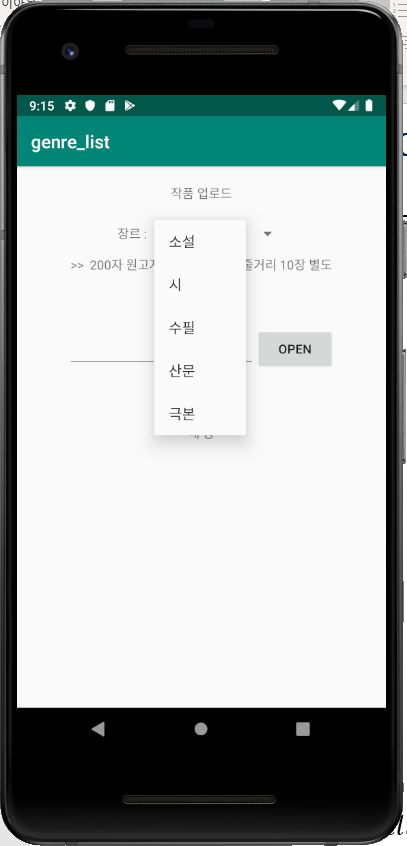 9:15
genre_list
작품 업로드
장르 :
소설
>> 200자 원고 줄거리 10장 별도
시
수필
OPEN
산문
극본